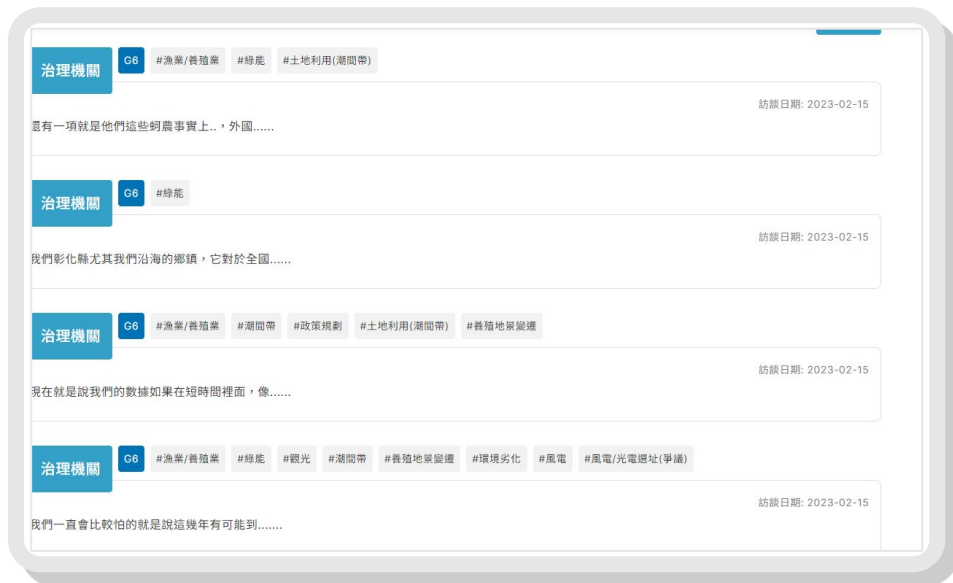 治理機關 G6 #漁業/養殖業 #綠能 #土地利用(潮間帶)
訪談日期: 2023-02-15
還有一項就是他們這些蚵農事實上..，外國......
治理機關 G6 #綠能
訪談日期: 2023-02-15
我們彰化縣尤其我們沿海的鄉鎮，它對於全國......
治理機關 G6 #漁業/養殖業 #潮間帶 #政策規劃 #土地利用(潮間帶) #養殖地景變遷
訪談日期: 2023-02-15
現在就是說我們的數據如果在短時間裡面，像......
治理機關 G6 #漁業/養殖業 #綠能 #觀光 #潮間帶 #養殖地景變遷 #環境劣化 #風電 #風電/光電選址(爭議)
訪談日期: 2023-02-15
我們一直會比較怕的就是說這幾年有可能到.......